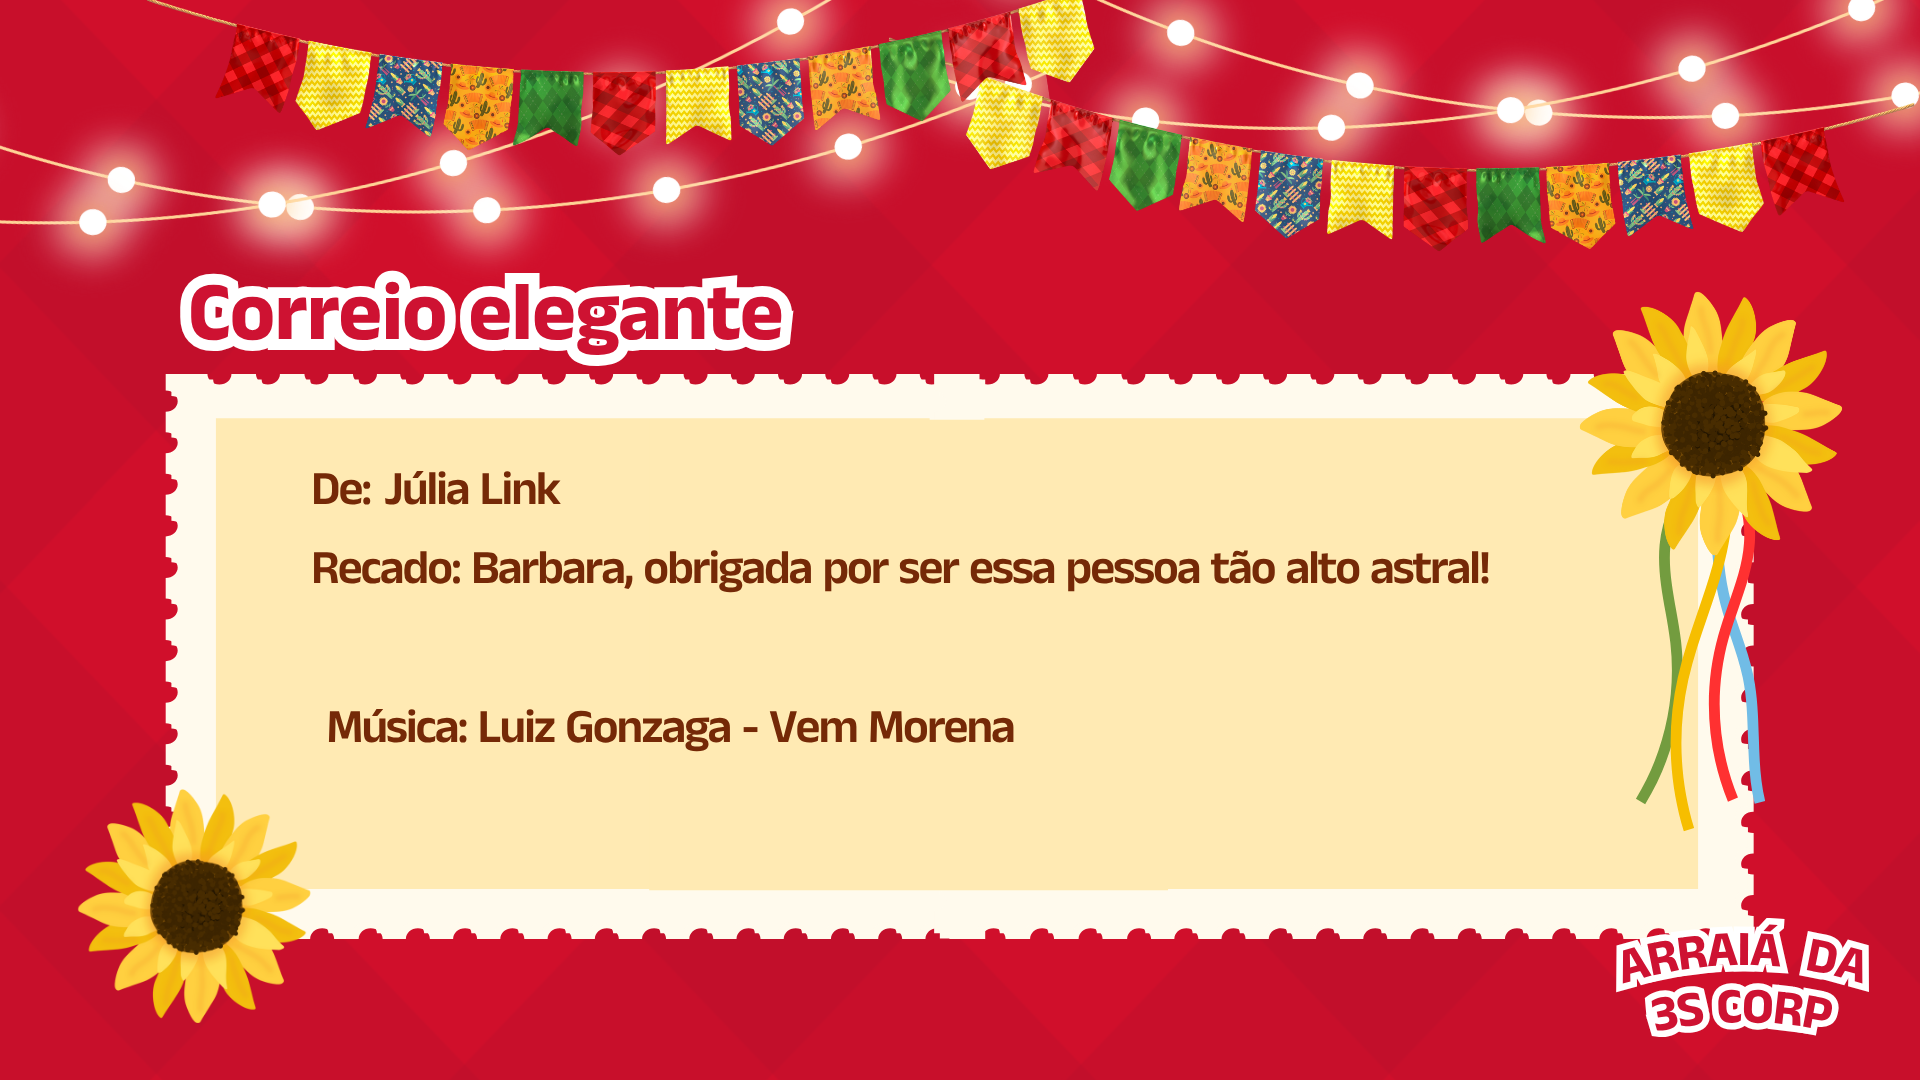 Correio elegante
De: Júlia Link
Recado: Barbara, obrigada por ser essa pessoa tão alto astral!
Música: Luiz Gonzaga - Vem Morena
ARRAIÁ DA
3S CORP